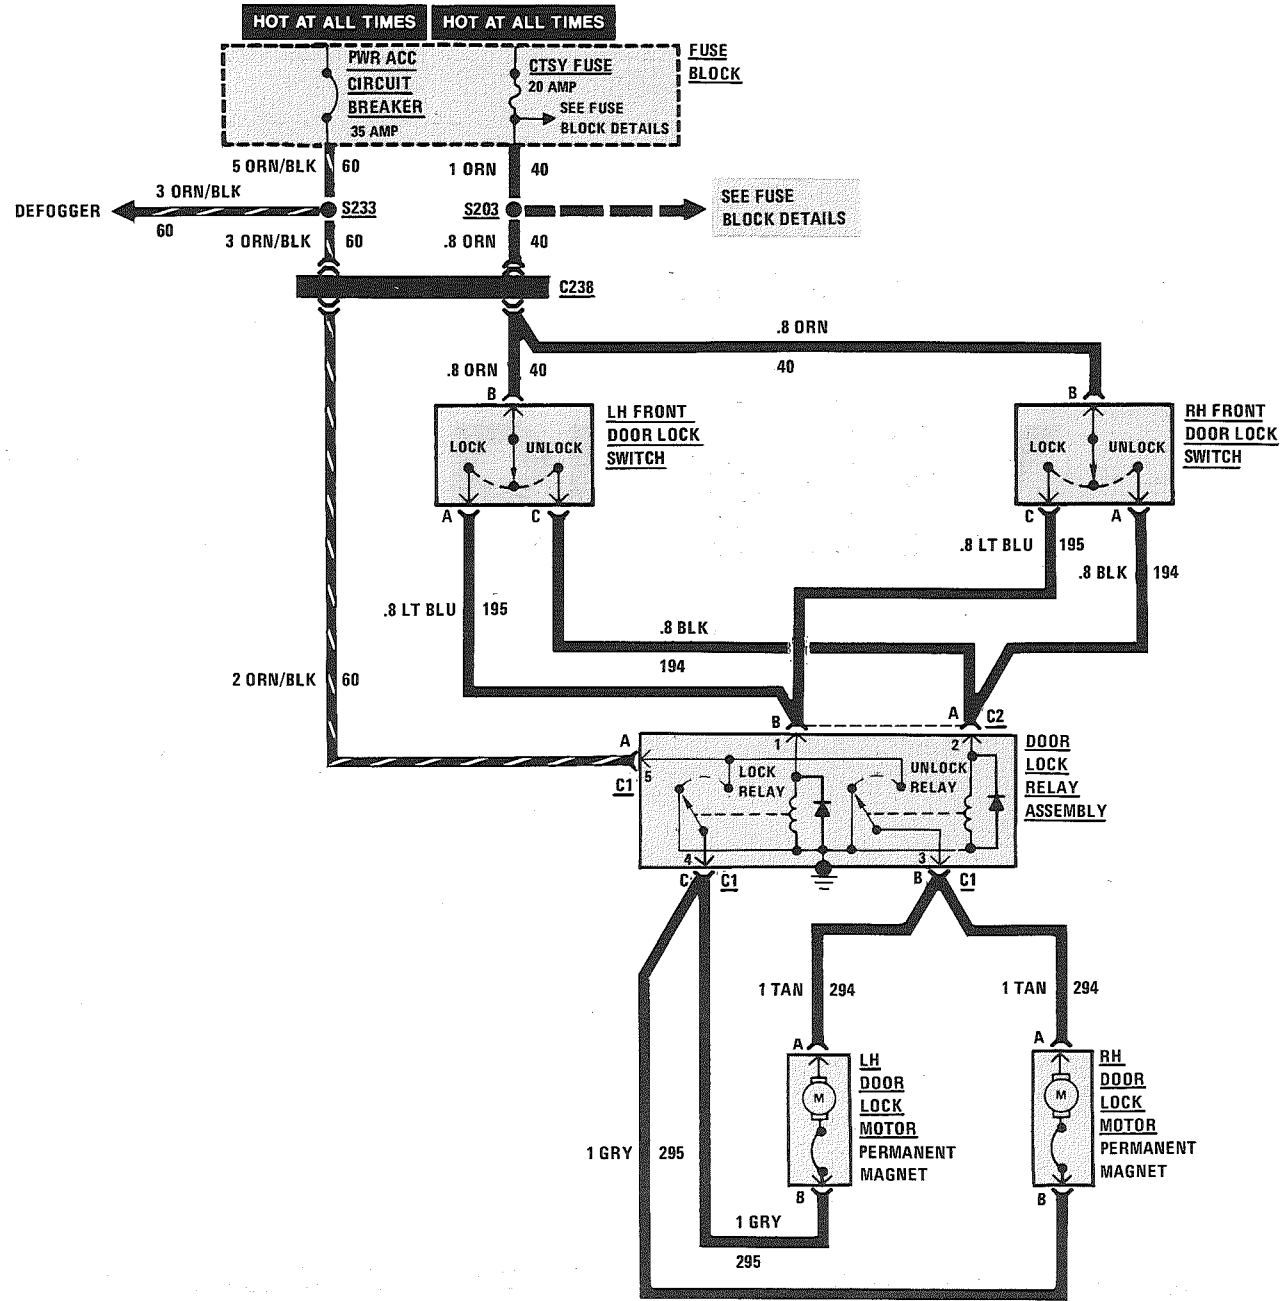 HOT AT ALL TIMES
HOT AT ALL TIMES
PWR ACC
CIRCUIT
BREAKER
35 AMP
CTSY FUSE
20 AMP
SEE FUSE
BLOCK DETAILS
FUSE
BLOCK
5 ORN/BLK
60
1 ORN
40
3 ORN/BLK
DEFOGGER
60
S233
S203
SEE FUSE
BLOCK DETAILS
3 ORN/BLK
60
.8 ORN
40
C238
.8 ORN
40
.8 ORN
40
B
LH FRONT
DOOR LOCK
SWITCH
LOCK
UNLOCK
A
C
B
RH FRONT
DOOR LOCK
SWITCH
LOCK
UNLOCK
C
A
.8 LT BLU
195
.8 BLK
194
.8 LT BLU
195
.8 BLK
194
2 ORN/BLK
60
B
A
C2
A
C1
5
1
2
LOCK
RELAY
UNLOCK
RELAY
DOOR
LOCK
RELAY
ASSEMBLY
4
3
C
C1
B
C1
1 TAN
294
1 TAN
294
A
M
LH
DOOR
LOCK
MOTOR
PERMANENT
MAGNET
B
A
M
RH
DOOR
LOCK
MOTOR
PERMANENT
MAGNET
B
1 GRY
295
1 GRY
295